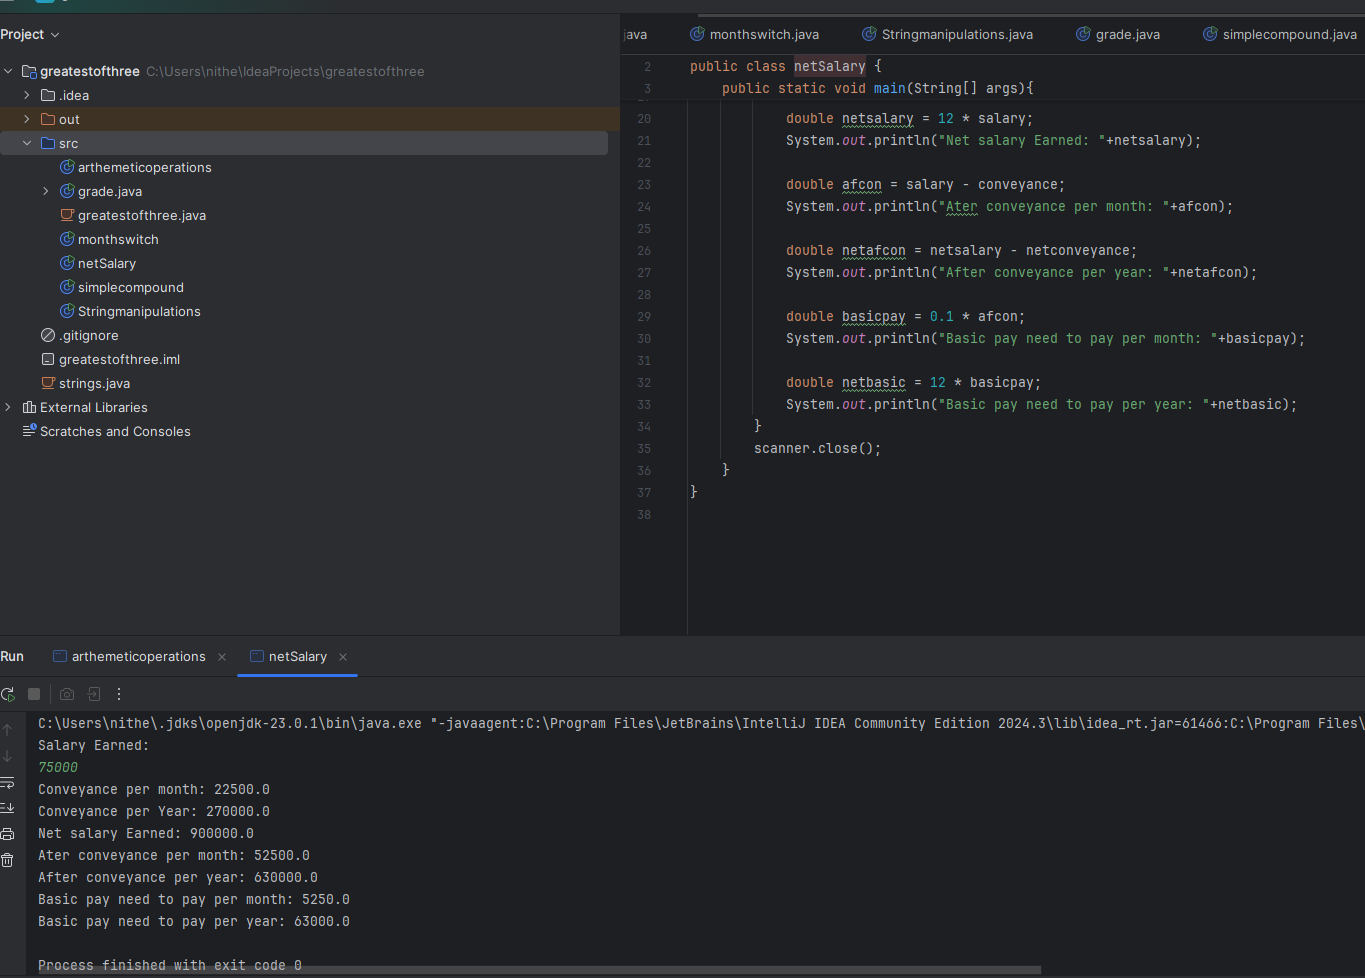 Project
greatestofthree C:\Users\nithe\IdeaProjects\greatestofthree
.idea
out
src
arthemeticoperations
grade.java
greatestofthree.java
monthswitch
netSalary
simplecompound
Stringmanipulations
.gitignore
greatestofthree.iml
strings.java
External Libraries
Scratches and Consoles
java monthswitch.java Stringmanipulations.java grade.java simplecompound.java
2 public class netSalary {
3 public static void main(String[] args){
20 double netsalary = 12 * salary;
21 System.out.println("Net salary Earned: "+netsalary);
22
23 double afcon = salary - conveyance;
24 System.out.println("Ater conveyance per month: "+afcon);
25
26 double netafcon = netsalary - netconveyance;
27 System.out.println("After conveyance per year: "+netafcon);
28
29 double basicpay = 0.1 * afcon;
30 System.out.println("Basic pay need to pay per month: "+basicpay);
31
32 double netbasic = 12 * basicpay;
33 System.out.println("Basic pay need to pay per year: "+netbasic);
34 }
35 scanner.close();
36 }
37 }
38
Run arthemeticoperations netSalary
C:\Users\nithe\.jdks\openjdk-23.0.1\bin\java.exe "-javaagent:C:\Program Files\JetBrains\IntelliJ IDEA Community Edition 2024.3\lib\idea_rt.jar=61466:C:\Program Files\
Salary Earned:
75000
Conveyance per month: 22500.0
Conveyance per Year: 270000.0
Net salary Earned: 900000.0
Ater conveyance per month: 52500.0
After conveyance per year: 630000.0
Basic pay need to pay per month: 5250.0
Basic pay need to pay per year: 63000.0
Process finished with exit code 0